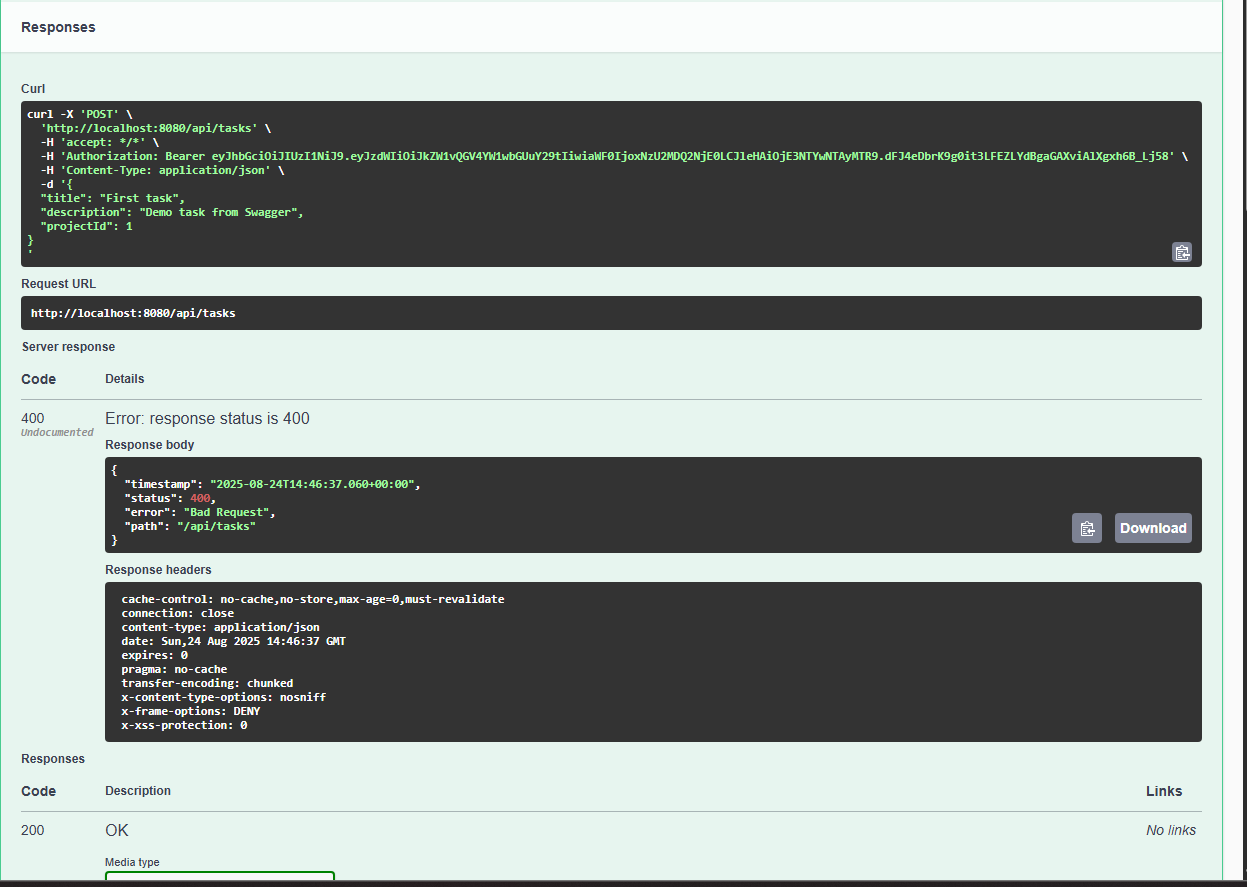 Responses
Curl
curl -X 'POST' \
'http://localhost:8080/api/tasks' \
-H 'accept: */*' \
-H 'Authorization: Bearer eyJhbGciOiJIUzI1NiJ9.eyJzdWIiOiJkZW1vQGV4YW1wbGUuY29tIiwiaWF0IjoxNzU2MDQ2NjE0LCJleHAiOjE3NTYwNTAyMTR9.dFJ4eDbrK9g0it3LFEZLYdBgaGAXviAlXgxh6B_Lj58' \
-H 'Content-Type: application/json' \
-d '{
"title": "First task",
"description": "Demo task from Swagger",
"projectId": 1
}
'
Request URL
http://localhost:8080/api/tasks
Server response
Code Details
400 Error: response status is 400
Undocumented
Response body
{
"timestamp": "2025-08-24T14:46:37.060+00:00",
"status": 400,
"error": "Bad Request",
"path": "/api/tasks"
}
Download
Response headers
cache-control: no-cache,no-store,max-age=0,must-revalidate
connection: close
content-type: application/json
date: Sun,24 Aug 2025 14:46:37 GMT
expires: 0
pragma: no-cache
transfer-encoding: chunked
x-content-type-options: nosniff
x-frame-options: DENY
x-xss-protection: 0
Responses
Code Description Links
200 OK No links
Media type